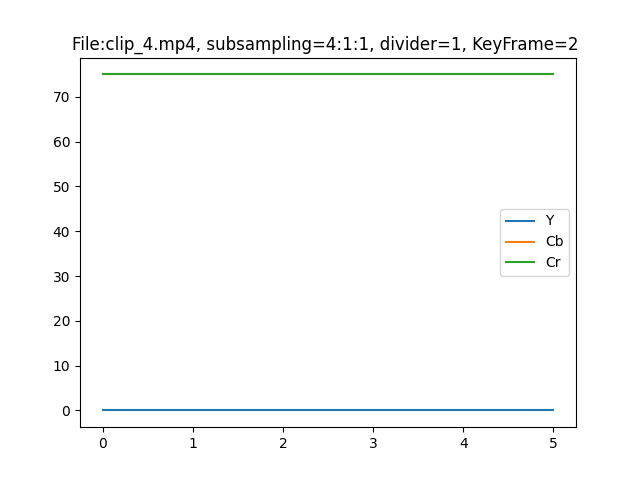 File:clip_4.mp4, subsampling=4:1:1, divider=1, KeyFrame=2
70
60
50
40
30
20
10
0
Y
Cb
Cr
0 1 2 3 4 5